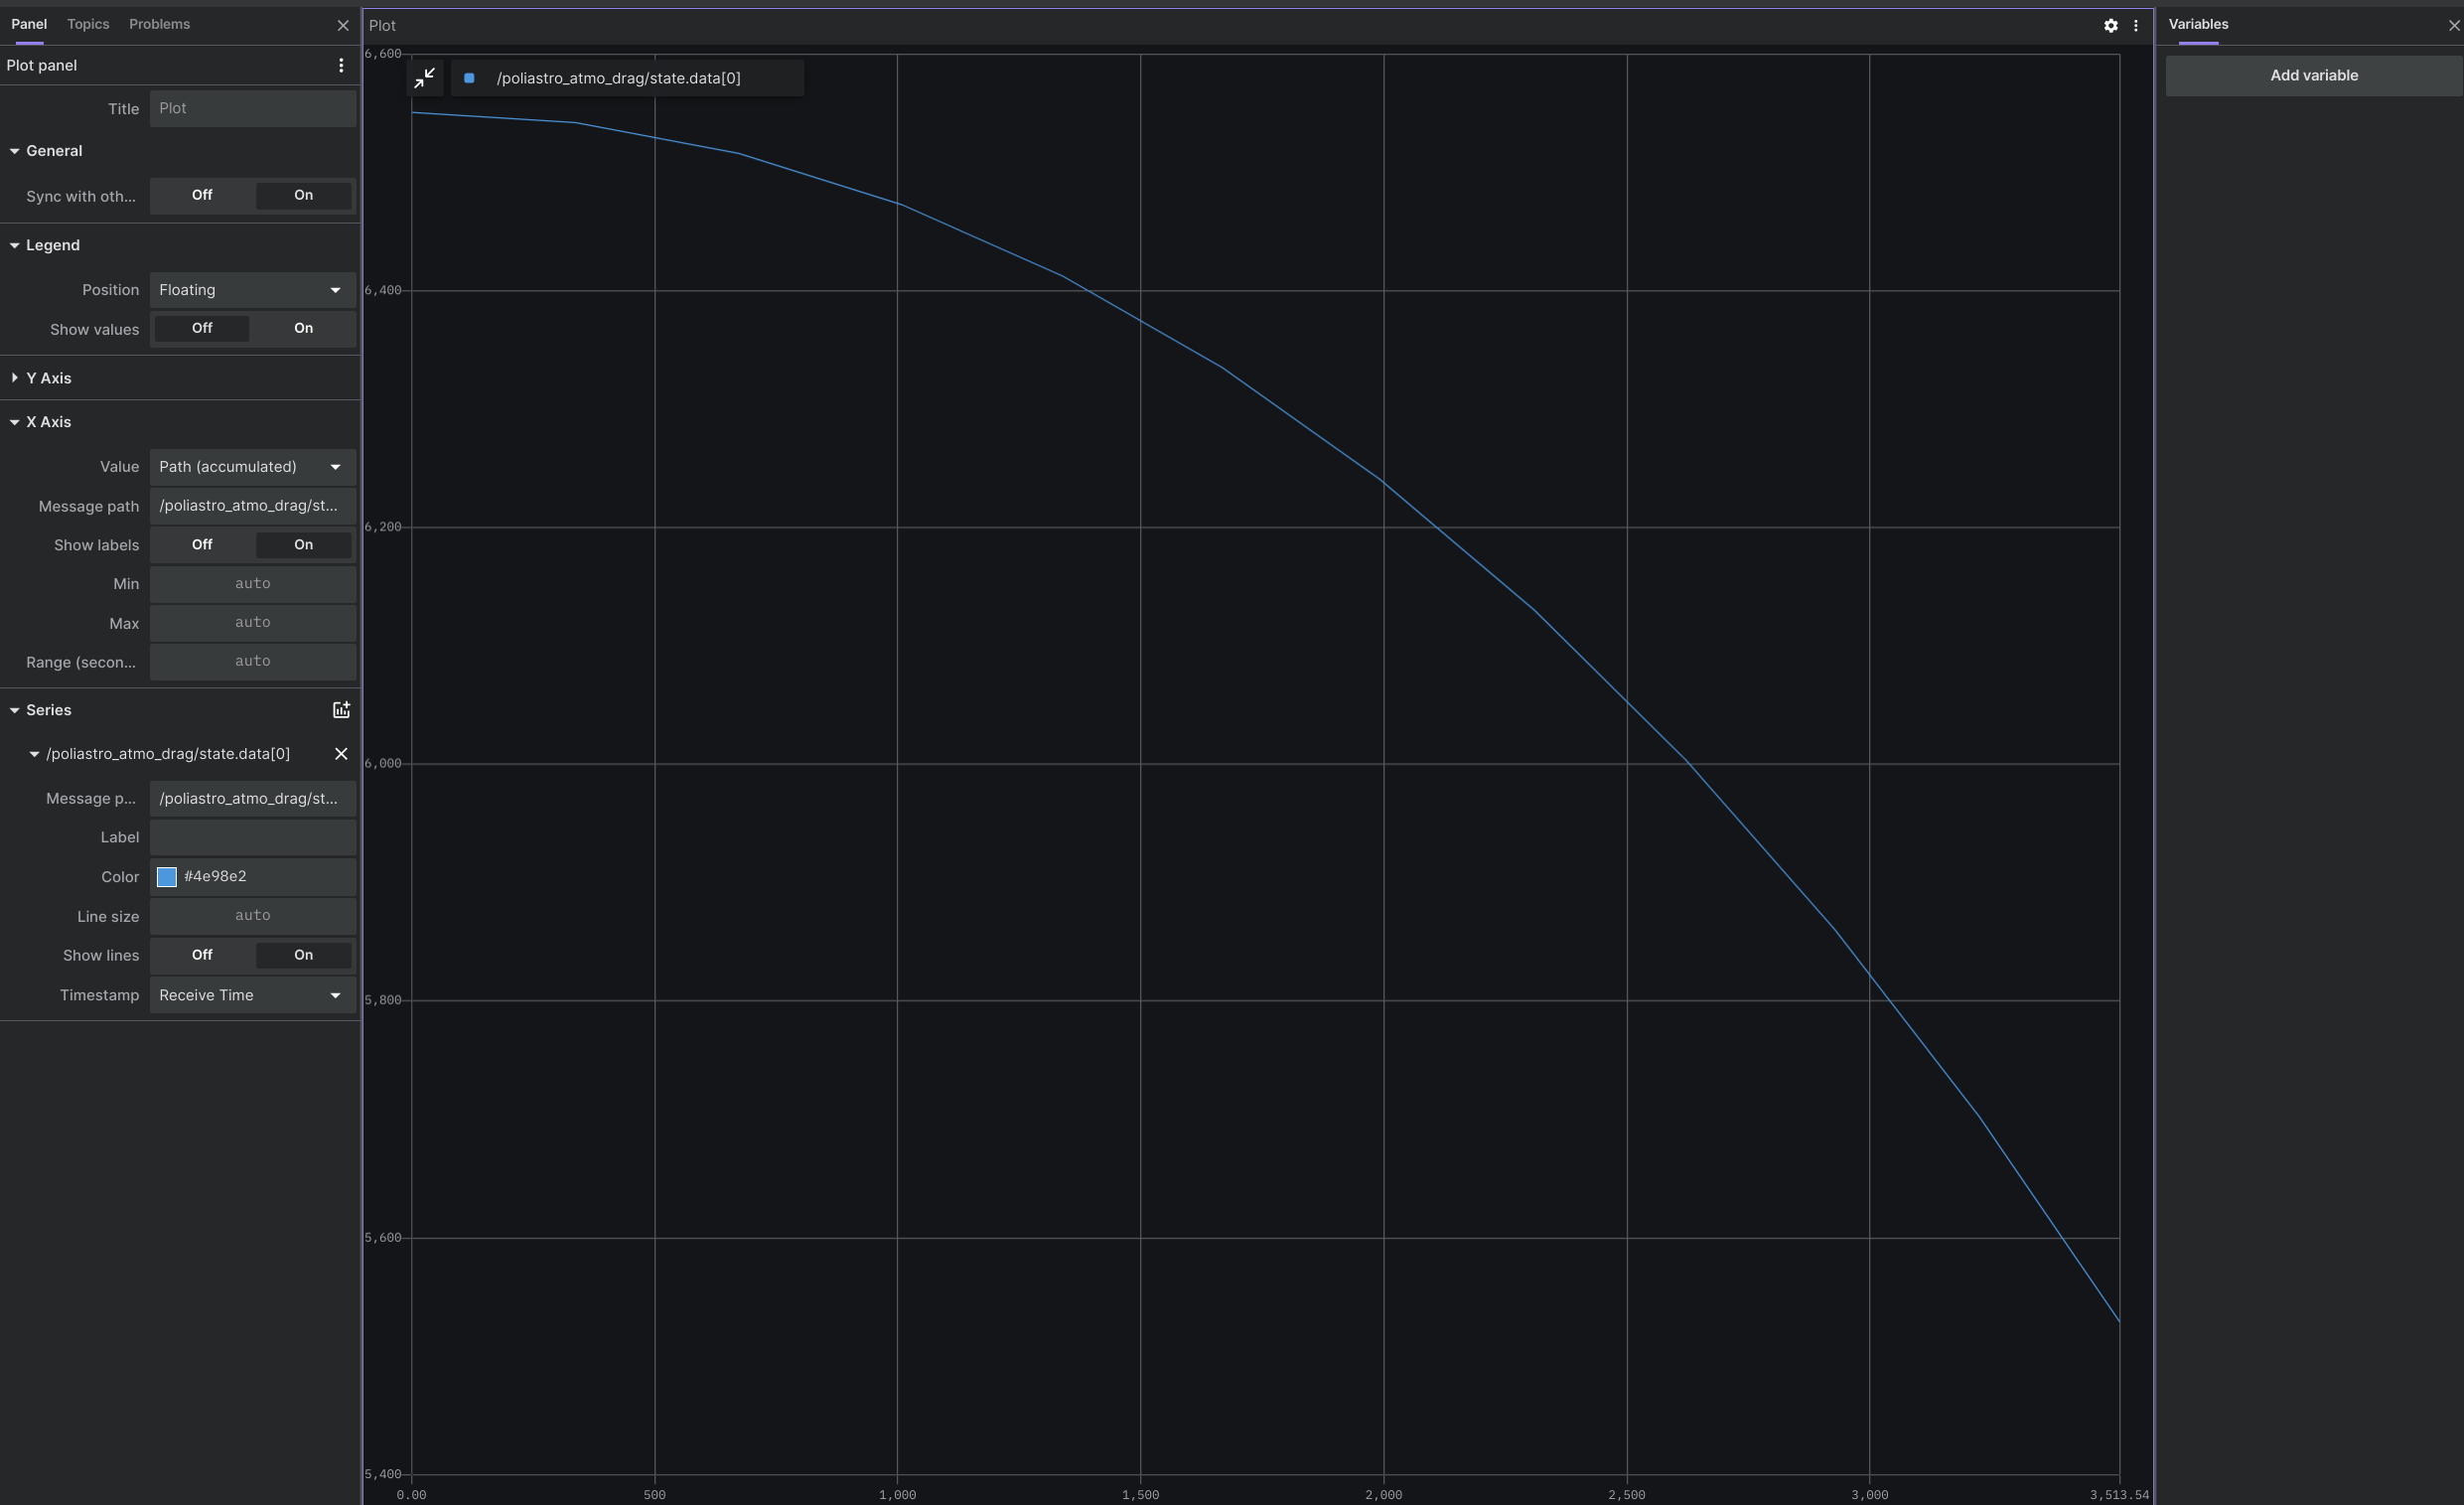 Panel Topics Problems
Plot panel
Title Plot
General
Sync with oth... Off On
Legend
Position Floating
Show values Off On
Y Axis
X Axis
Value Path (accumulated)
Message path /poliastro_atmo_drag/st...
Show labels Off On
Min auto
Max auto
Range (secon... auto
Series
/poliastro_atmo_drag/state.data[0]
Message p... /poliastro_atmo_drag/st...
Label
Color #4e98e2
Line size auto
Show lines Off On
Timestamp Receive Time
Plot
/poliastro_atmo_drag/state.data[0]
6,600
6,400
6,200
6,000
5,800
5,600
5,400
0.00 500 1,000 1,500 2,000 2,500 3,000 3,513.54
Variables
Add variable